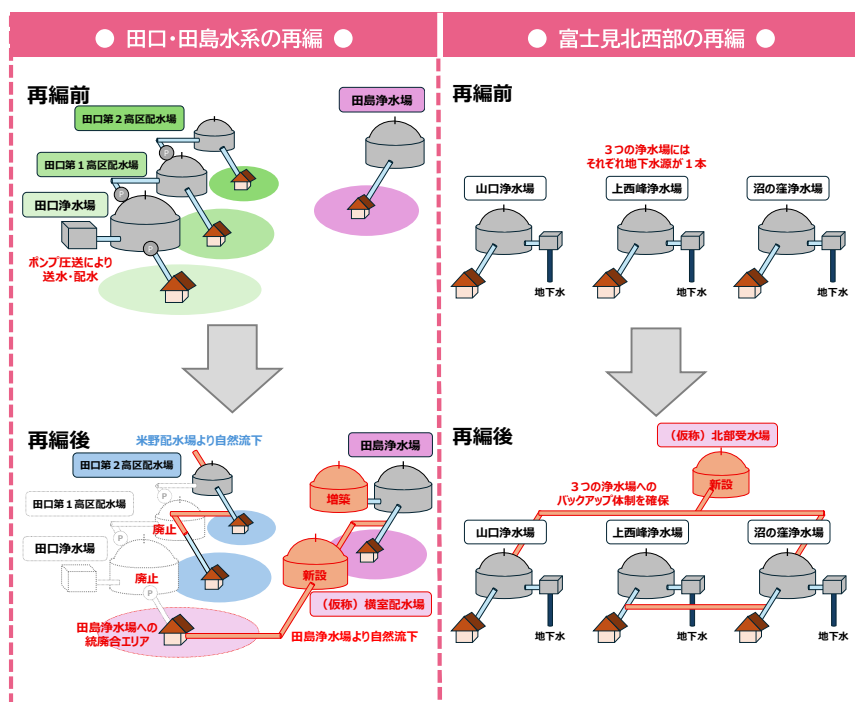 ● 田口・田島水系の再編 ●
再編前
田口第２高区配水場
P
田口第１高区配水場
P
田口浄水場
P
ポンプ圧送により
送水・配水
田島浄水場
再編後
米野配水場より自然流下
田口第２高区配水場
P
田口第１高区配水場
廃止
P
田口浄水場
廃止
P
田島浄水場への
統廃合エリア
田島浄水場
増築
新設
（仮称）横室配水場
田島浄水場より自然流下
● 富士見北西部の再編 ●
再編前
３つの浄水場には
それぞれ地下水源が１本
山口浄水場
上西峰浄水場
沼の窪浄水場
地下水
地下水
地下水
再編後
（仮称）北部受水場
新設
３つの浄水場への
バックアップ体制を確保
山口浄水場
上西峰浄水場
沼の窪浄水場
地下水
地下水
地下水